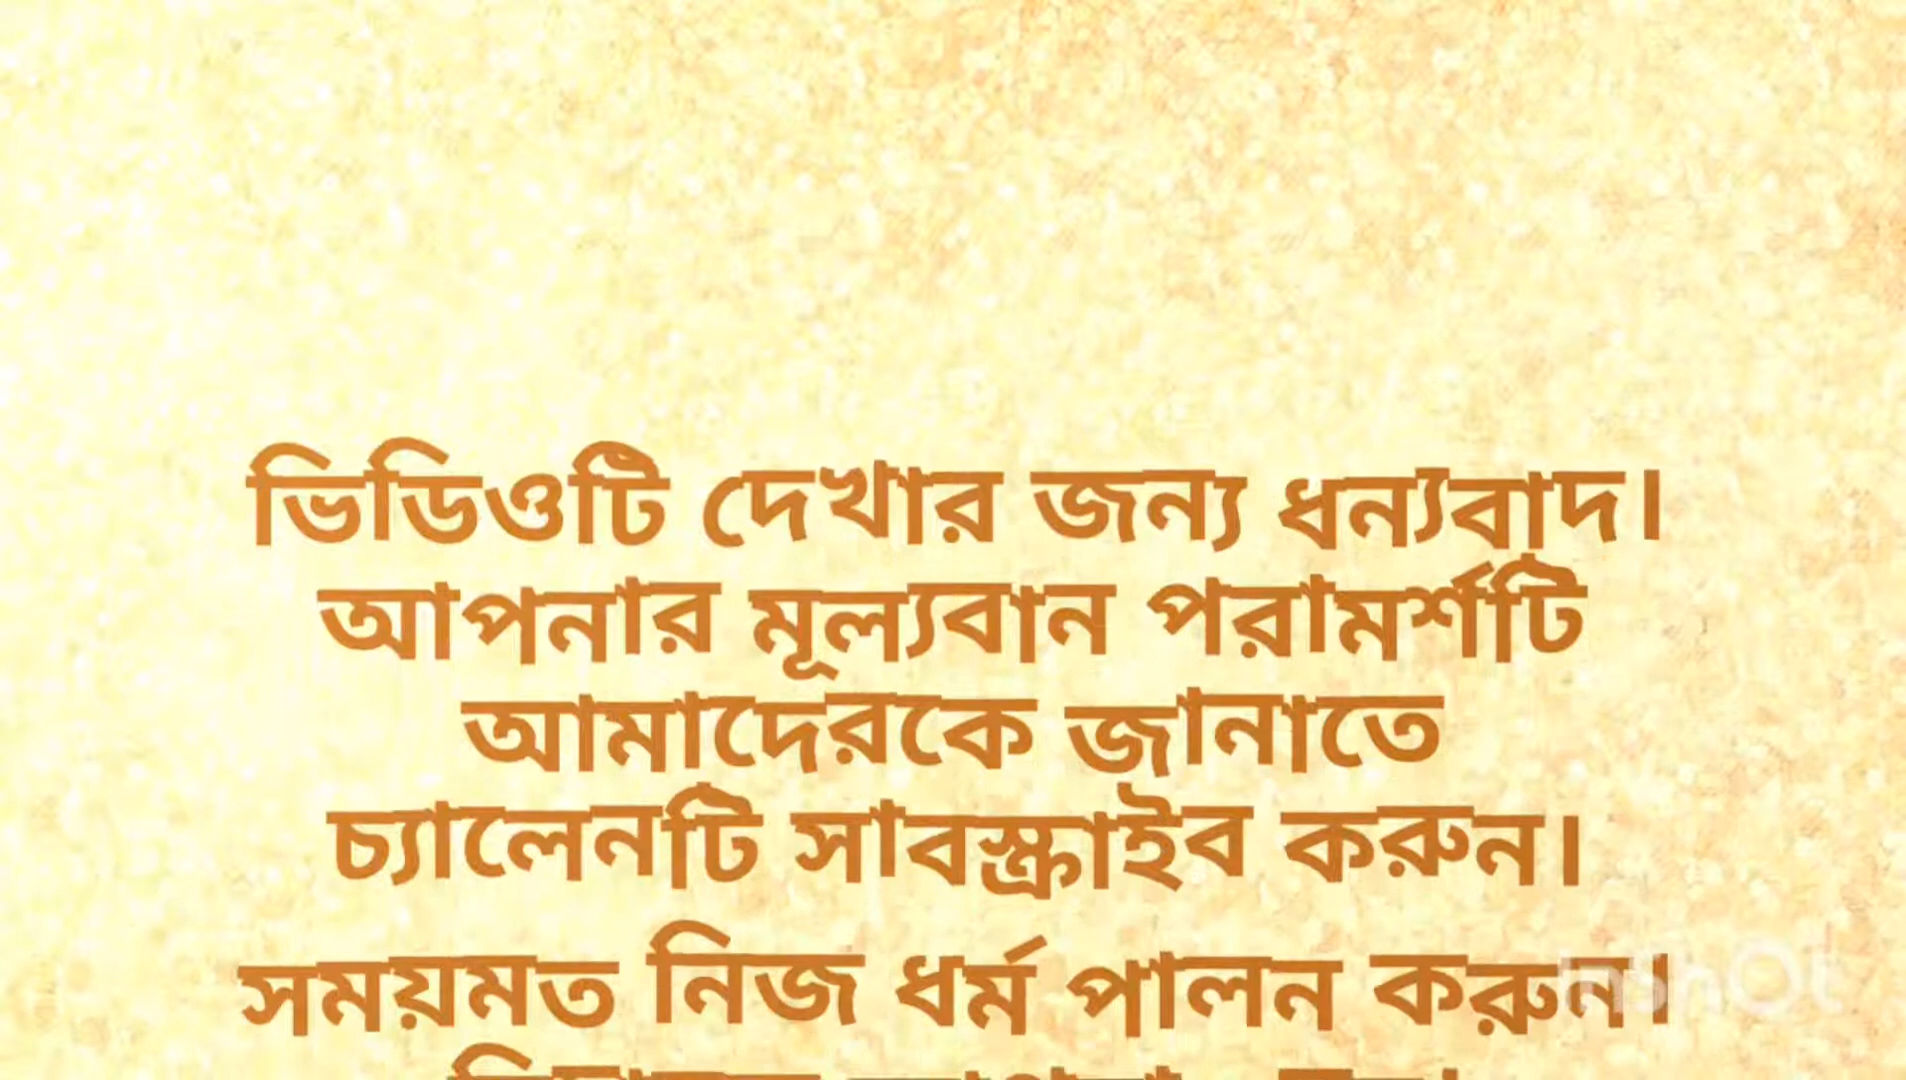 ভিডিওটি দেখার জন্য ধন্যবাদ।
আপনার মূল্যবান পরামর্শটি
আমাদেরকে জানাতে
চ্যালেনটি সাবস্ক্রাইব করুন।
সময়মত নিজ ধর্ম পালন করুন।
InShOt